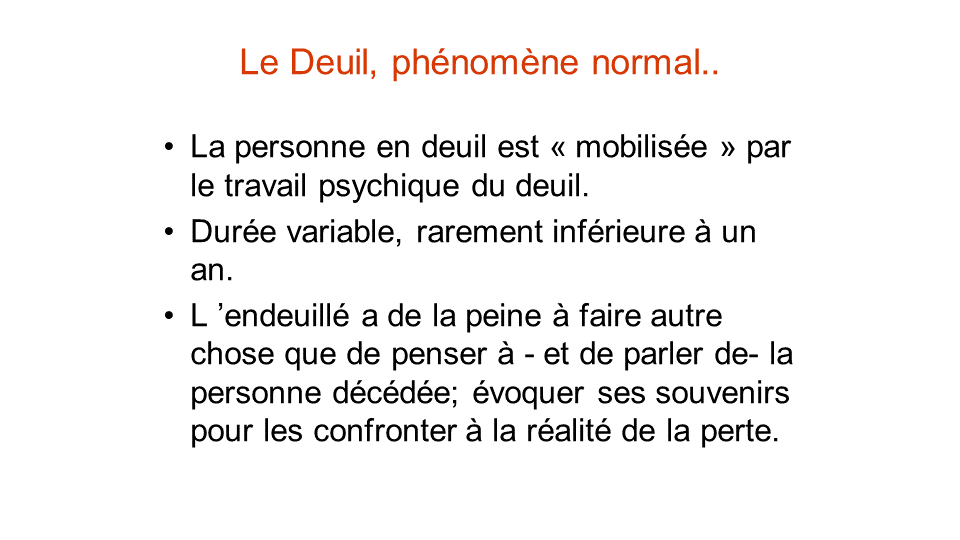 Le Deuil, phénomène normal..
• La personne en deuil est « mobilisée » par
le travail psychique du deuil.
• Durée variable, rarement inférieure à un
an.
• L ’endeuillé a de la peine à faire autre
chose que de penser à - et de parler de- la
personne décédée; évoquer ses souvenirs
pour les confronter à la réalité de la perte.